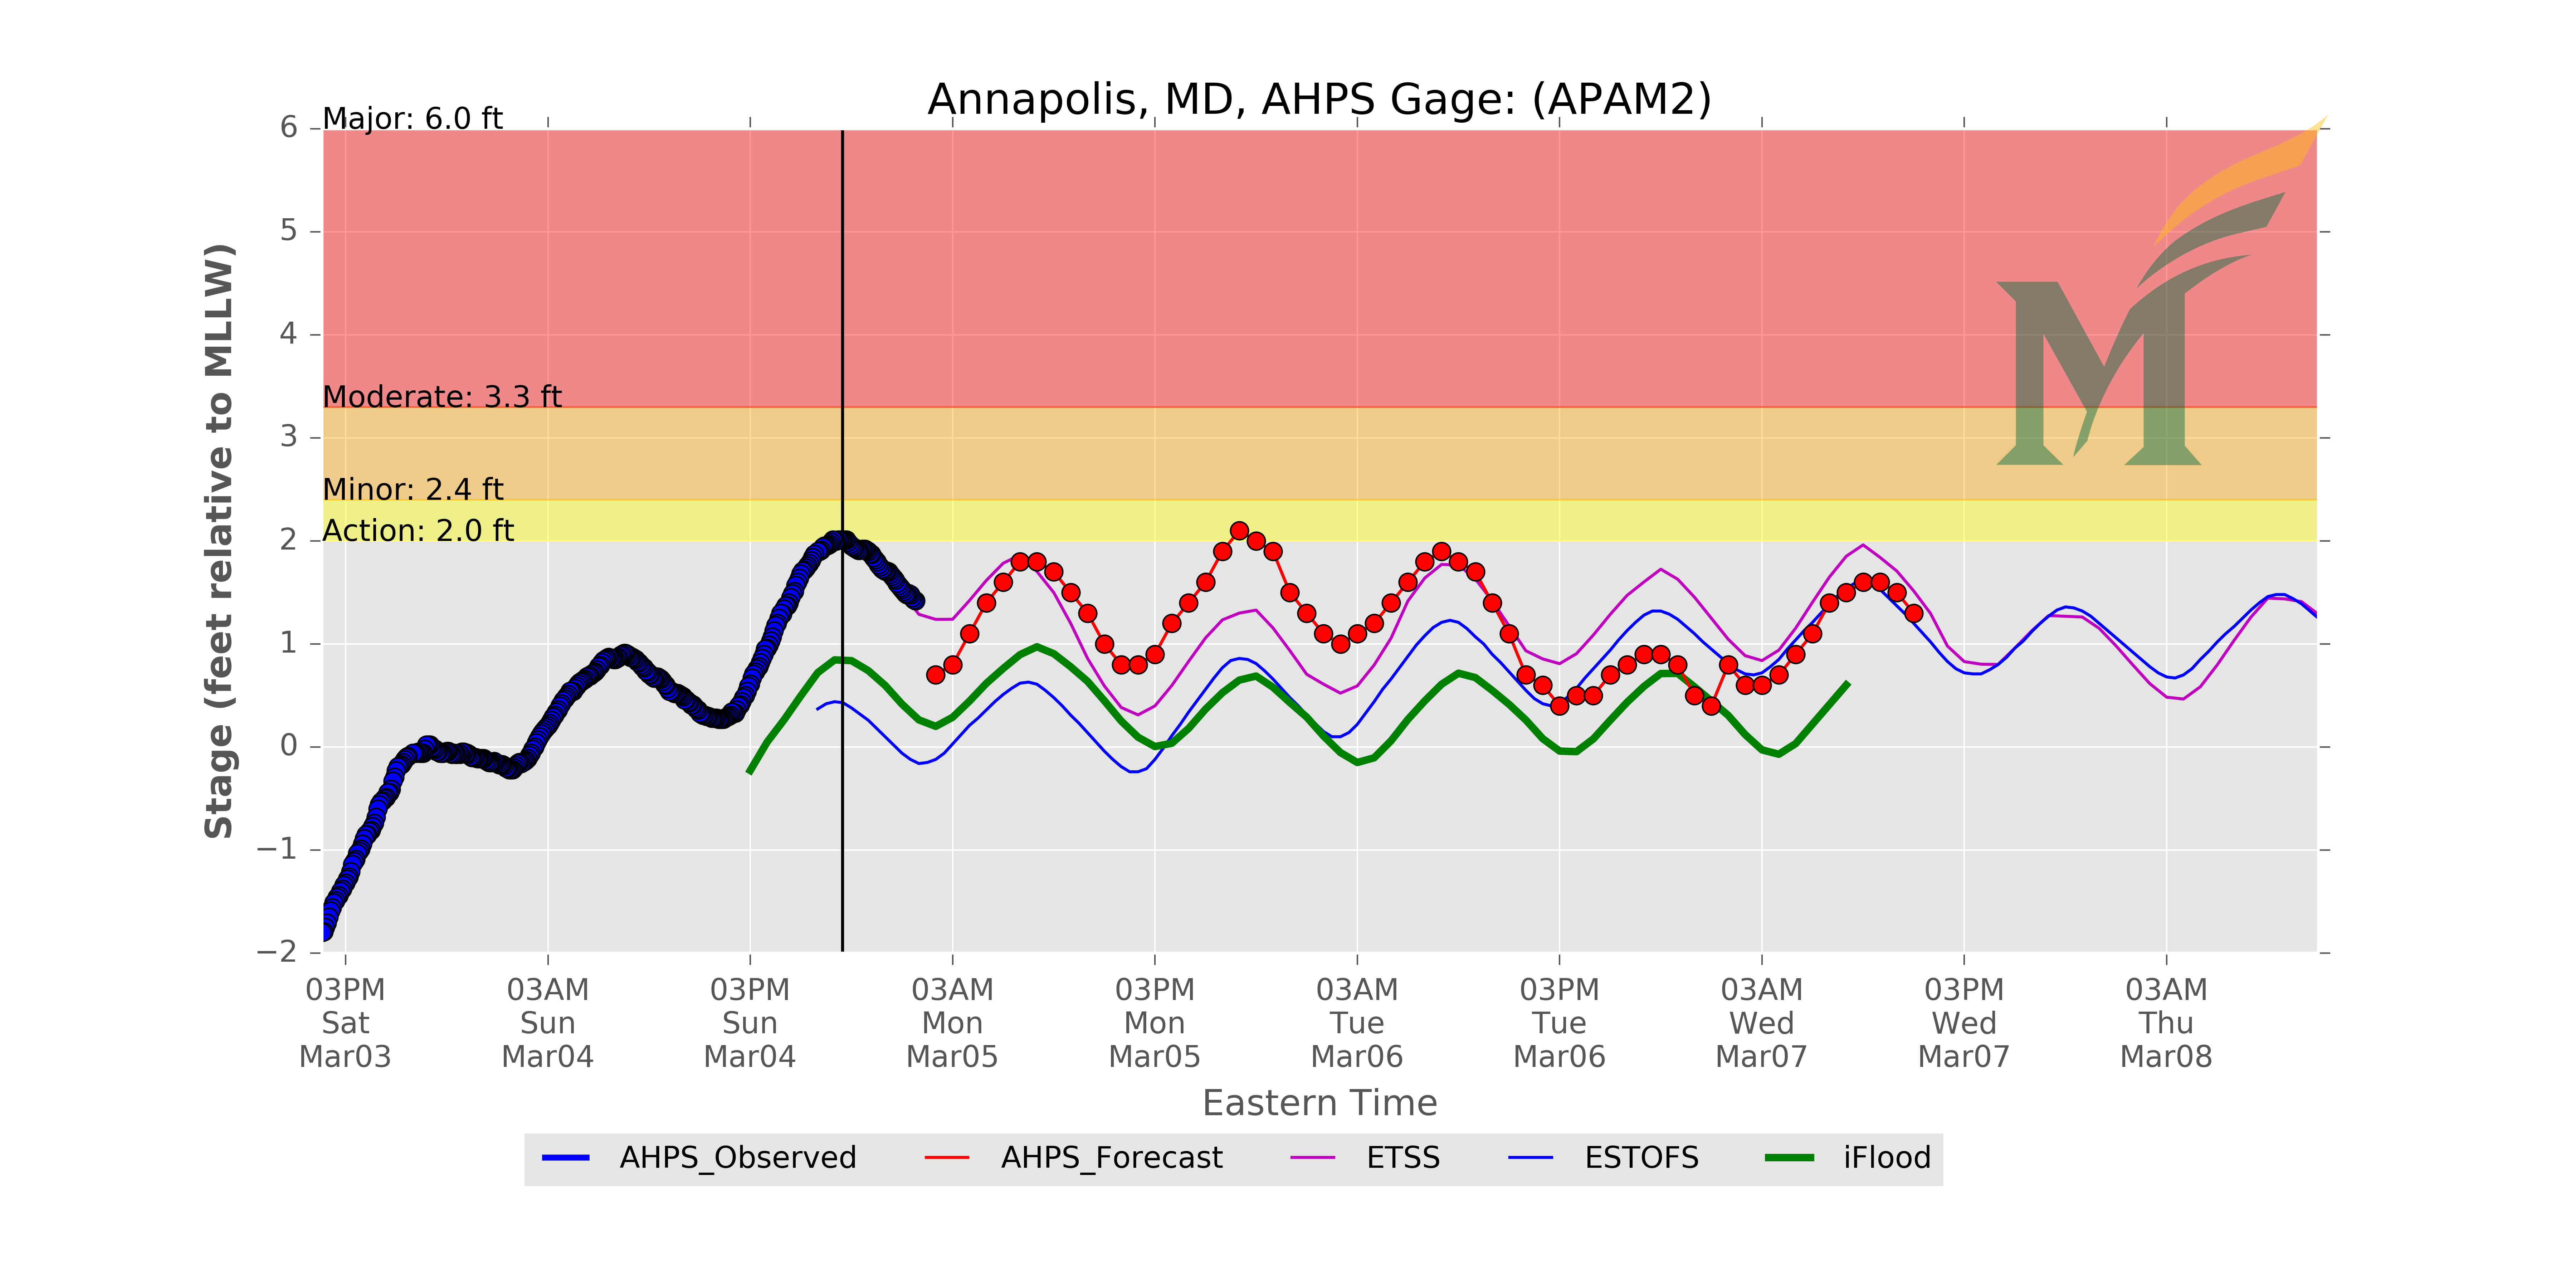 Annapolis, MD, AHPS Gage: (APAM2)
Major: 6.0 ft
Moderate: 3.3 ft
Minor: 2.4 ft
Action: 2.0 ft
Stage (feet relative to MLLW)
6
5
4
3
2
1
0
−1
−2
03PM 03AM 03PM 03AM 03PM 03AM 03PM 03AM 03PM 03AM
Sat Sun Sun Mon Mon Tue Tue Wed Wed Thu
Mar03 Mar04 Mar04 Mar05 Mar05 Mar06 Mar06 Mar07 Mar07 Mar08
Eastern Time
AHPS_Observed AHPS_Forecast ETSS ESTOFS iFlood
M